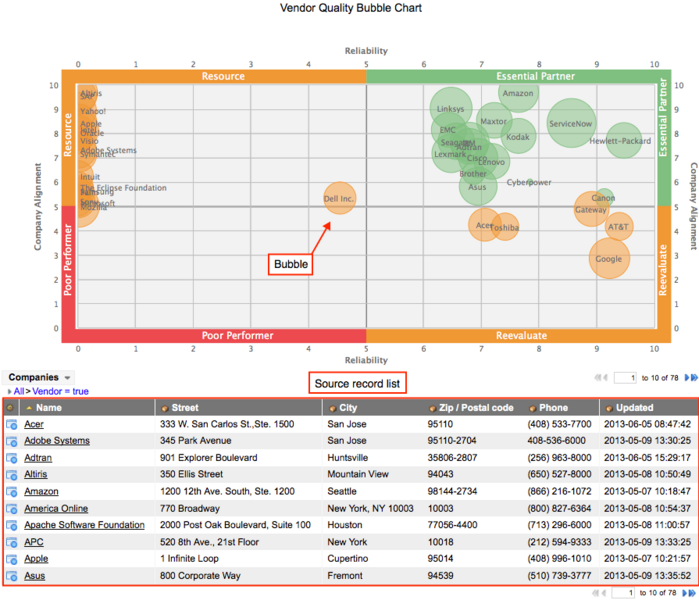 Vendor Quality Bubble Chart
Reliability
0 1 2 3 4 5 6 7 8 9 10
Resource Essential Partner
10 Altiris Amazon 10
9 Yahoo! Linksys 9
Apple Maxtor ServiceNow
8 Oracle EMC Kodak 8
Visio Seagate Hewlett-Packard
Adobe Systems Adtran
7 Symantec Lexmark Cisco Lenovo 7
Intuit Brother
6 The Eclipse Foundation Asus Cyberpower 6
Samsung Dell Inc. Canon
5 Microsoft Gateway 5
Mozilla
4 Acer Toshiba AT&T 4
3 Bubble Google 3
2 2
1 1
0 0
Company Alignment
Resource
Poor Performer
Essential Partner
Reevaluate
Company Alignment
Poor Performer Reevaluate
0 1 2 3 4 5 6 7 8 9 10
Reliability
Companies Source record list 1 to 10 of 78
All > Vendor = true
Name Street City Zip / Postal code Phone Updated
Acer 333 W. San Carlos St.,Ste. 1500 San Jose 95110 (408) 533-7700 2013-06-05 08:47:42
Adobe Systems 345 Park Avenue San Jose 95110-2704 408-536-6000 2013-05-09 13:30:25
Adtran 901 Explorer Boulevard Huntsville 35806-2807 (256) 963-8000 2013-06-05 15:29:17
Altiris 350 Ellis Street Mountain View 94043 (650) 527-8000 2013-05-08 10:50:49
Amazon 1200 12th Ave. South, Ste. 1200 Seattle 98144-2734 (866) 216-1072 2013-05-07 10:18:47
America Online 770 Broadway New York, NY 10003 10003 (800) 827-6364 2013-05-08 10:54:37
Apache Software Foundation 2000 Post Oak Boulevard, Suite 100 Houston 77056-4400 (713) 296-6000 2013-05-08 11:00:57
APC 520 8th Ave., 21st Floor New York 10018 (212) 594-9333 2013-05-09 13:33:25
Apple 1 Infinite Loop Cupertino 95014 (408) 996-1010 2013-05-07 10:21:57
Asus 800 Corporate Way Fremont 94539 (510) 739-3777 2013-05-09 13:35:52
1 to 10 of 78